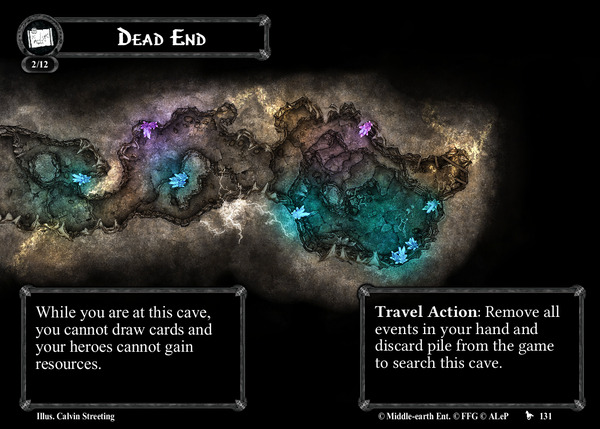 Dead End
2/12
While you are at this cave,
you cannot draw cards and
your heroes cannot gain
resources.
Travel Action: Remove all
events in your hand and
discard pile from the game
to search this cave.
Illus. Calvin Streeting
© Middle-earth Ent. © FFG © ALeP
131